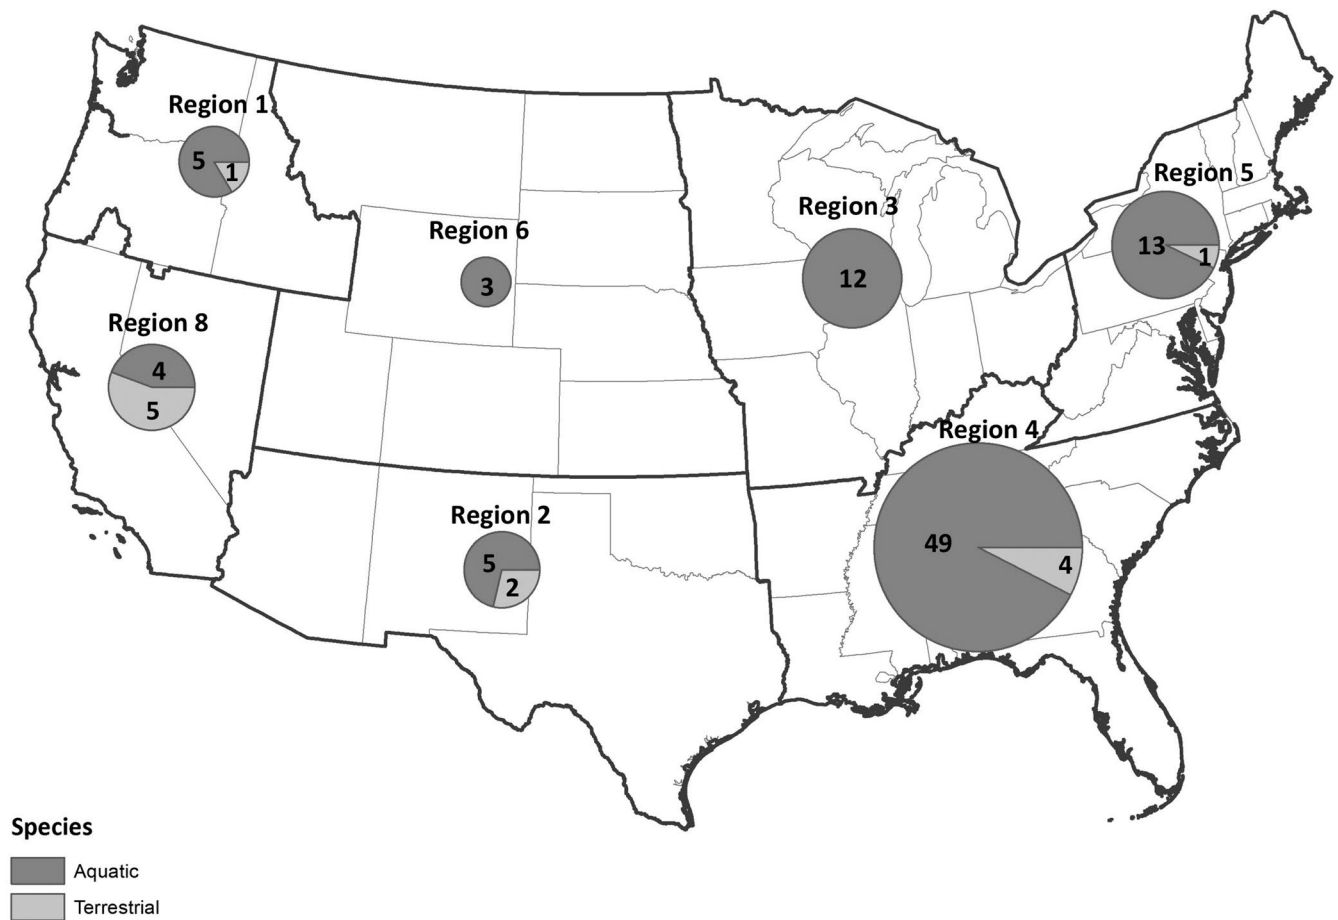 Region 1
5
1
Region 5
13
1
Region 3
12
Region 6
3
Region 8
4
5
Region 4
49
4
Region 2
5
2
Species
Aquatic
Terrestrial